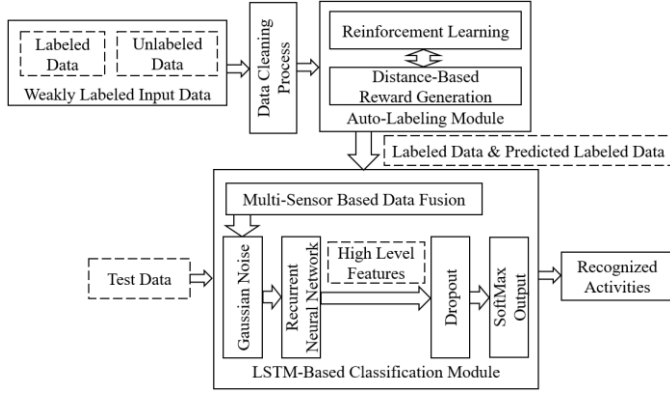 Labeled
Data
Unlabeled
Data
Weakly Labeled Input Data
Data Cleaning
Process
Reinforcement Learning
Distance-Based
Reward Generation
Auto-Labeling Module
Labeled Data & Predicted Labeled Data
Multi-Sensor Based Data Fusion
Test Data
Gaussian Noise
Recurrent
Neural Network
High Level
Features
Dropout
SoftMax
Output
Recognized
Activities
LSTM-Based Classification Module